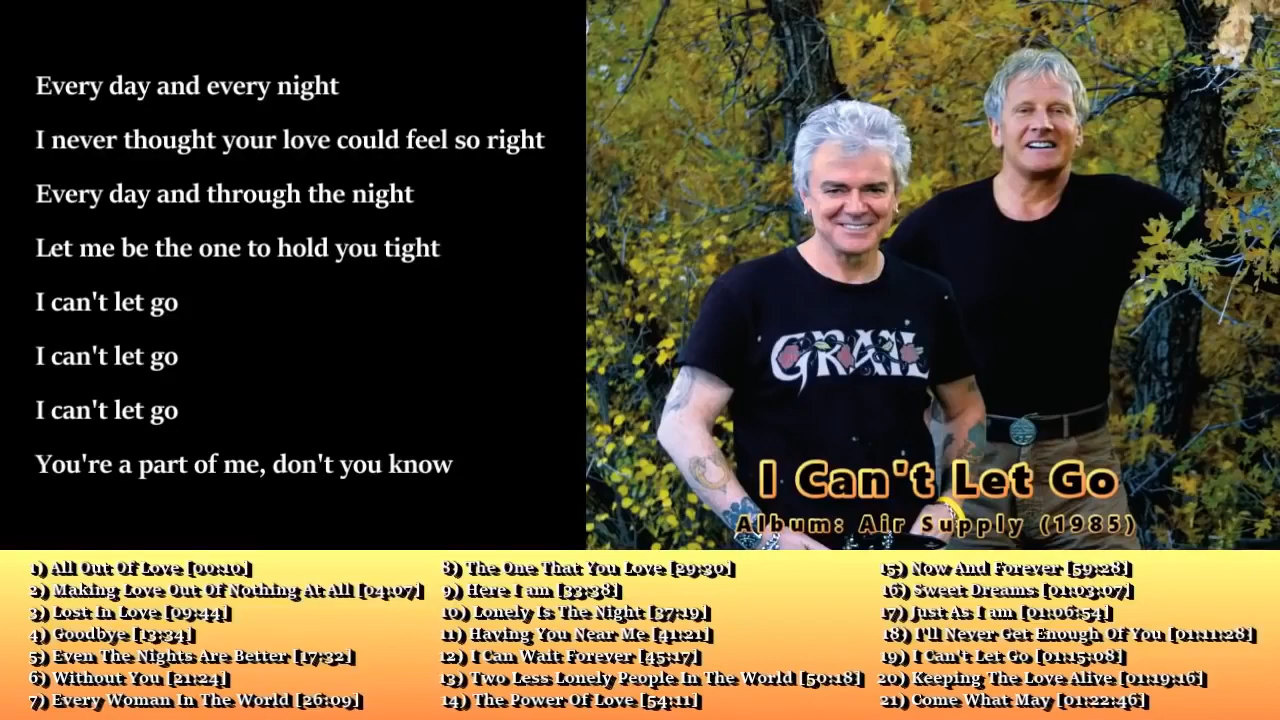 Every day and every night
I never thought your love could feel so right
Every day and through the night
Let me be the one to hold you tight
I can't let go
I can't let go
I can't let go
You're a part of me, don't you know
GRAIL
I Can't Let Go
Album: Air Supply (1985)
1) All Out Of Love [00:10]
2) Making Love Out Of Nothing At All [04:07]
3) Lost In Love [09:44]
4) Goodbye [13:34]
5) Even The Nights Are Better [17:32]
6) Without You [21:24]
7) Every Woman In The World [26:09]
8) The One That You Love [29:30]
9) Here I am [33:38]
10) Lonely Is The Night [37:19]
11) Having You Near Me [41:21]
12) I Can Wait Forever [45:17]
13) Two Less Lonely People In The World [50:18]
14) The Power Of Love [54:11]
15) Now And Forever [59:28]
16) Sweet Dreams [01:03:07]
17) Just As I am [01:06:54]
18) I'll Never Get Enough Of You [01:11:28]
19) I Can't Let Go [01:15:08]
20) Keeping The Love Alive [01:19:16]
21) Come What May [01:22:46]